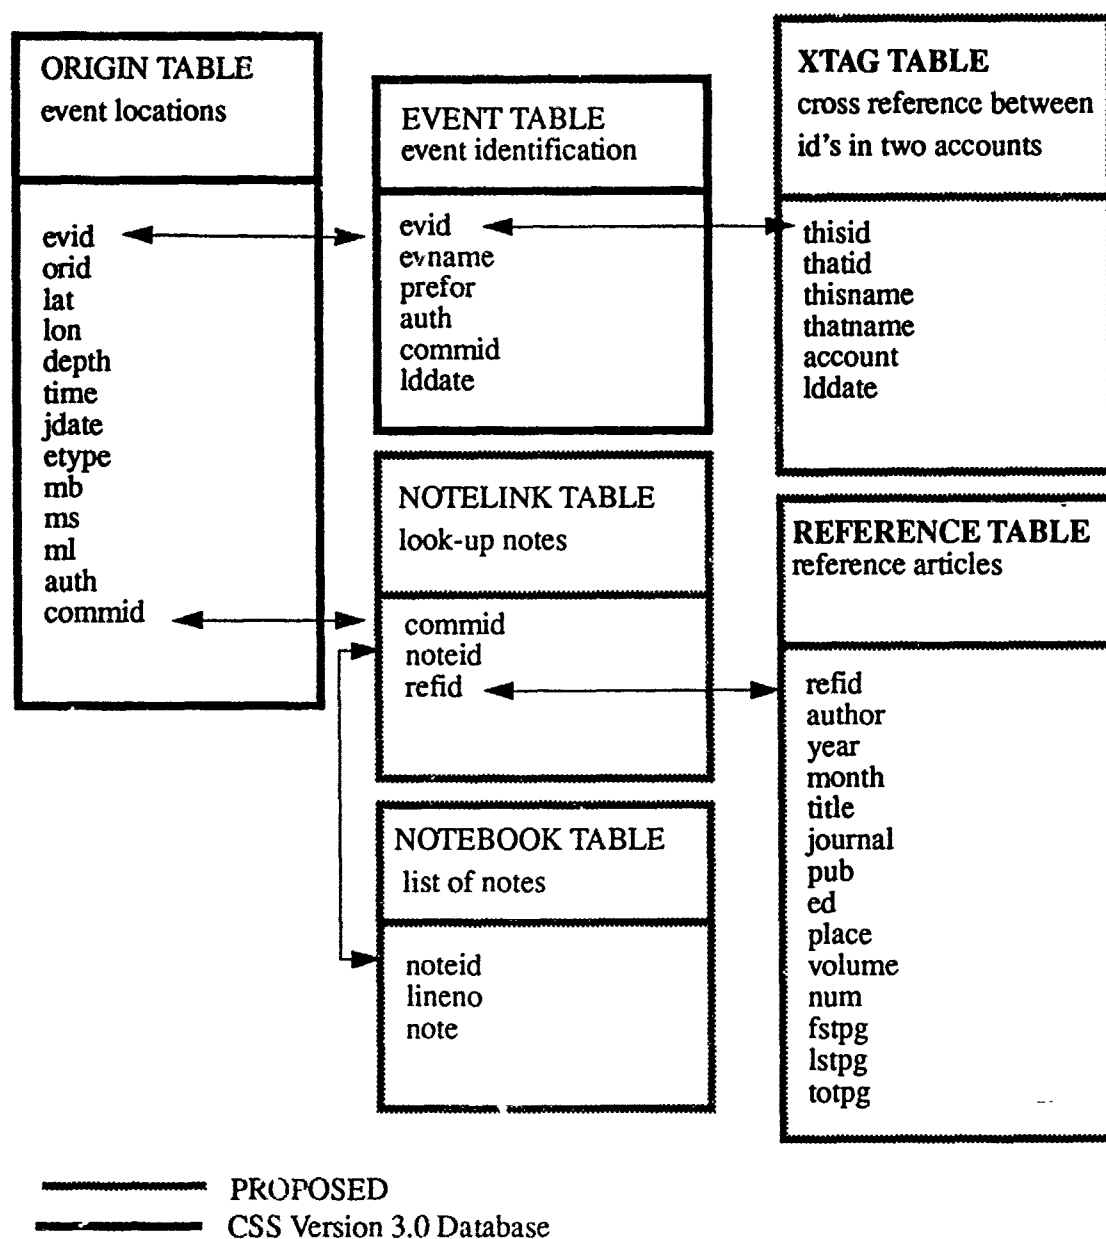 ORIGIN TABLE
event locations
evid
orid
lat
lon
depth
time
jdate
etype
mb
ms
ml
auth
commid
EVENT TABLE
event identification
evid
evname
prefor
auth
commid
lddate
NOTELINK TABLE
look-up notes
commid
noteid
refid
NOTEBOOK TABLE
list of notes
noteid
lineno
note
XTAG TABLE
cross reference between
id's in two accounts
thisid
thatid
thisname
thatname
account
lddate
REFERENCE TABLE
reference articles
refid
author
year
month
title
journal
pub
ed
place
volume
num
fstpg
lstpg
totpg
PROPOSED
CSS Version 3.0 Database